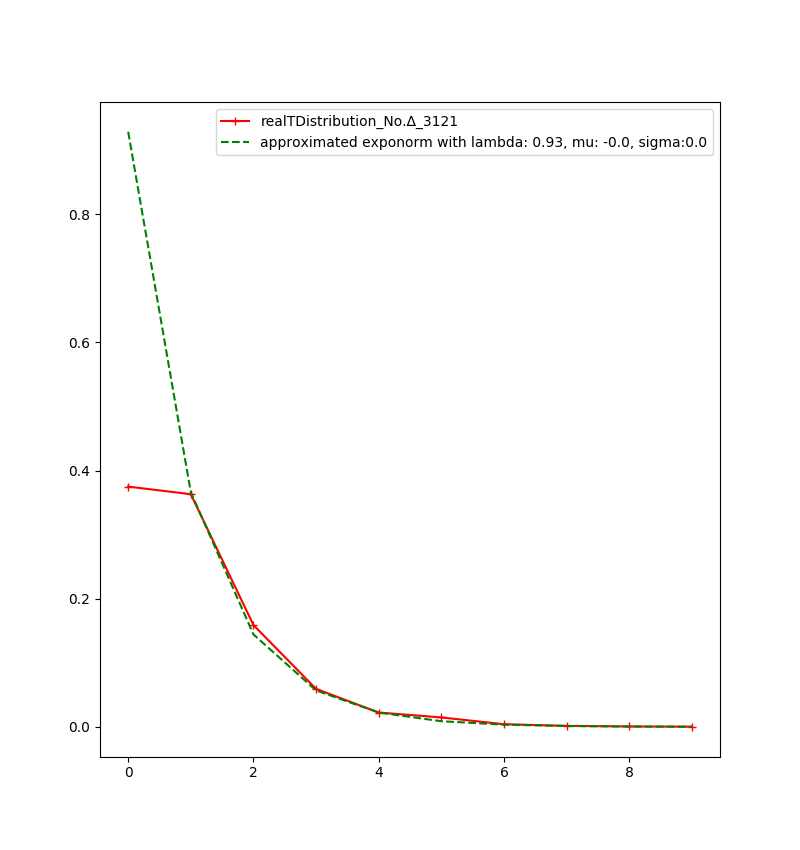 realTDistribution_No.Δ_3121
approximated exponorm with lambda: 0.93, mu: -0.0, sigma:0.0
0.8
0.6
0.4
0.2
0.0
0 2 4 6 8